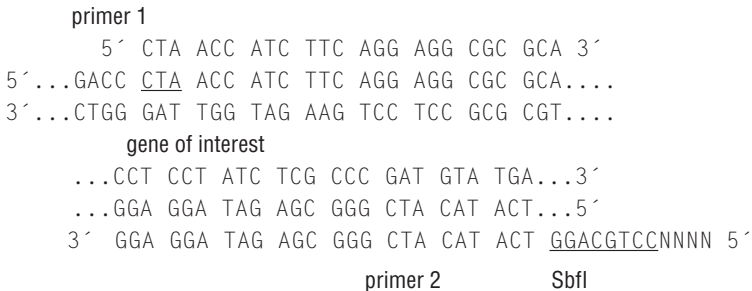 primer 1
5´ CTA ACC ATC TTC AGG AGG CGC GCA 3´
5´...GACC CTA ACC ATC TTC AGG AGG CGC GCA....
3´...CTGG GAT TGG TAG AAG TCC TCC GCG CGT....
gene of interest
...CCT CCT ATC TCG CCC GAT GTA TGA...3´
...GGA GGA TAG AGC GGG CTA CAT ACT...5´
3´ GGA GGA TAG AGC GGG CTA CAT ACT GGACGTCCNNNN 5´
primer 2 SbfI